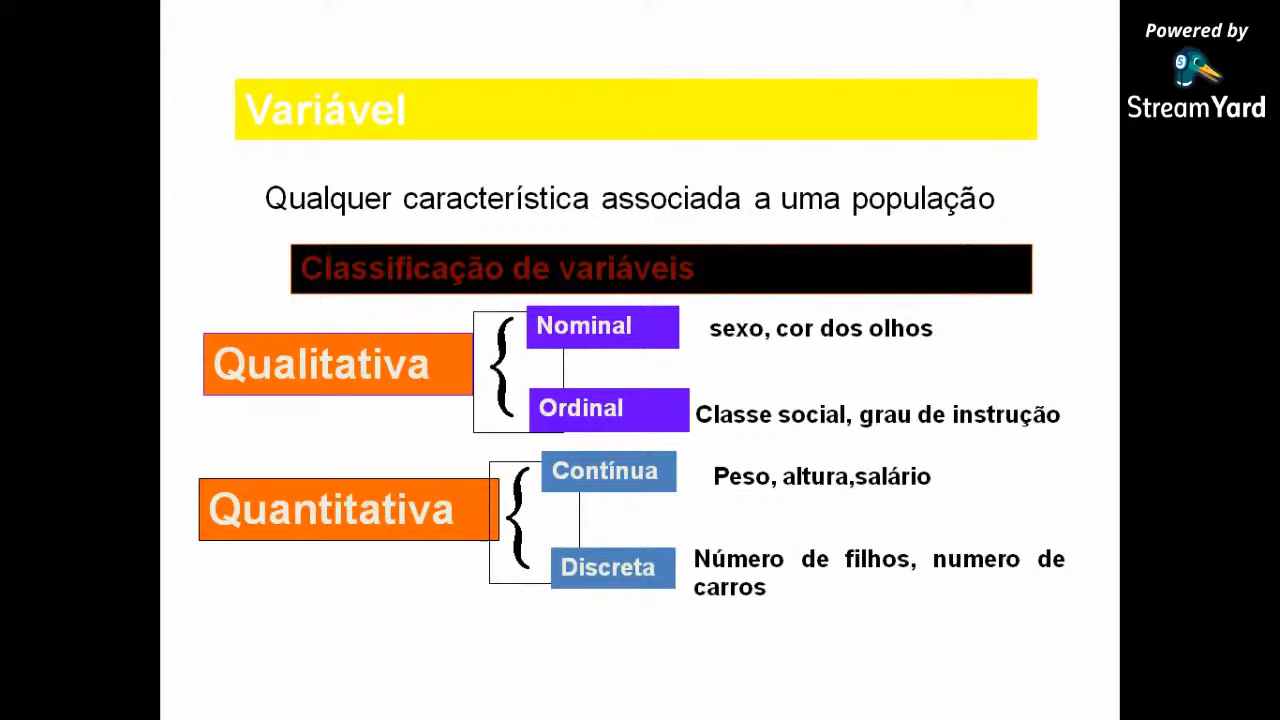 Powered by
StreamYard
Variável
Qualquer característica associada a uma população
Classificação de variáveis
Qualitativa
Nominal
sexo, cor dos olhos
Ordinal
Classe social, grau de instrução
Quantitativa
Contínua
Peso, altura,salário
Discreta
Número de filhos, numero de
carros